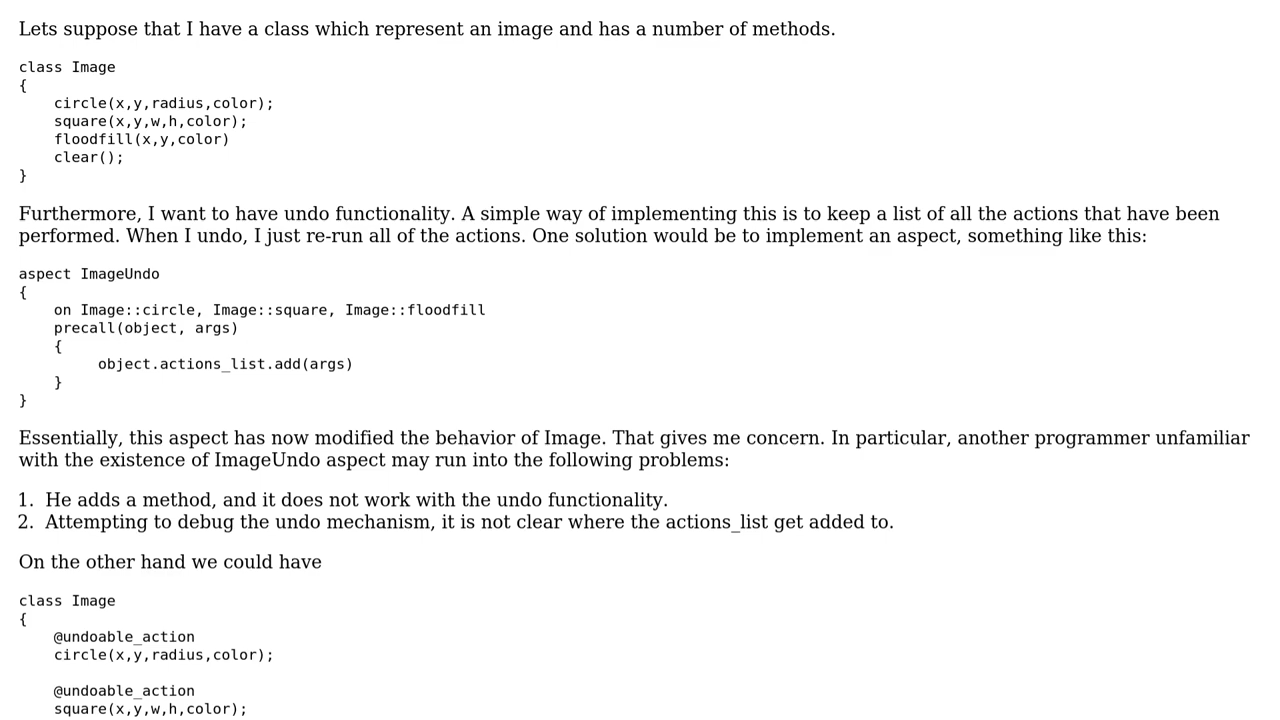 Lets suppose that I have a class which represent an image and has a number of methods.
class Image
{
    circle(x,y,radius,color);
    square(x,y,w,h,color);
    floodfill(x,y,color)
    clear();
}
Furthermore, I want to have undo functionality. A simple way of implementing this is to keep a list of all the actions that have been
performed. When I undo, I just re-run all of the actions. One solution would be to implement an aspect, something like this:
aspect ImageUndo
{
    on Image::circle, Image::square, Image::floodfill
    precall(object, args)
    {
         object.actions_list.add(args)
    }
}
Essentially, this aspect has now modified the behavior of Image. That gives me concern. In particular, another programmer unfamiliar
with the existence of ImageUndo aspect may run into the following problems:
1. He adds a method, and it does not work with the undo functionality.
2. Attempting to debug the undo mechanism, it is not clear where the actions_list get added to.
On the other hand we could have
class Image
{
    @undoable_action
    circle(x,y,radius,color);
    @undoable_action
    square(x,y,w,h,color);